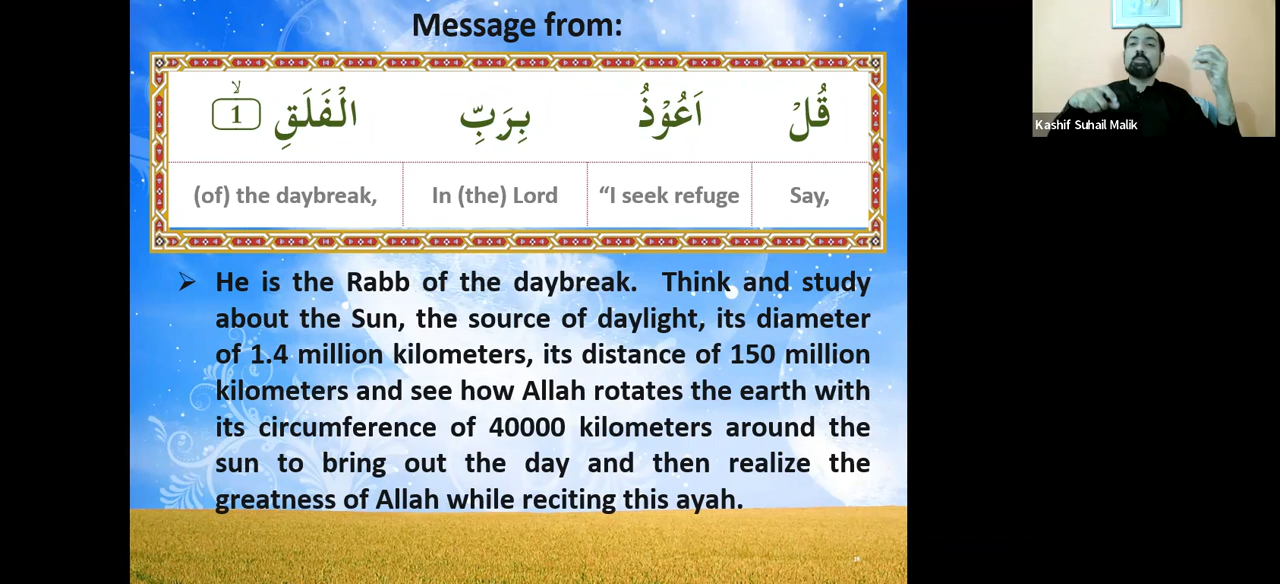 Message from:
قُلْ اَعُوْذُ بِرَبِّ الْفَلَقِ ۙ 1
Say, “I seek refuge In (the) Lord (of) the daybreak,
➢ He is the Rabb of the daybreak. Think and study
about the Sun, the source of daylight, its diameter
of 1.4 million kilometers, its distance of 150 million
kilometers and see how Allah rotates the earth with
its circumference of 40000 kilometers around the
sun to bring out the day and then realize the
greatness of Allah while reciting this ayah.
Kashif Suhail Malik